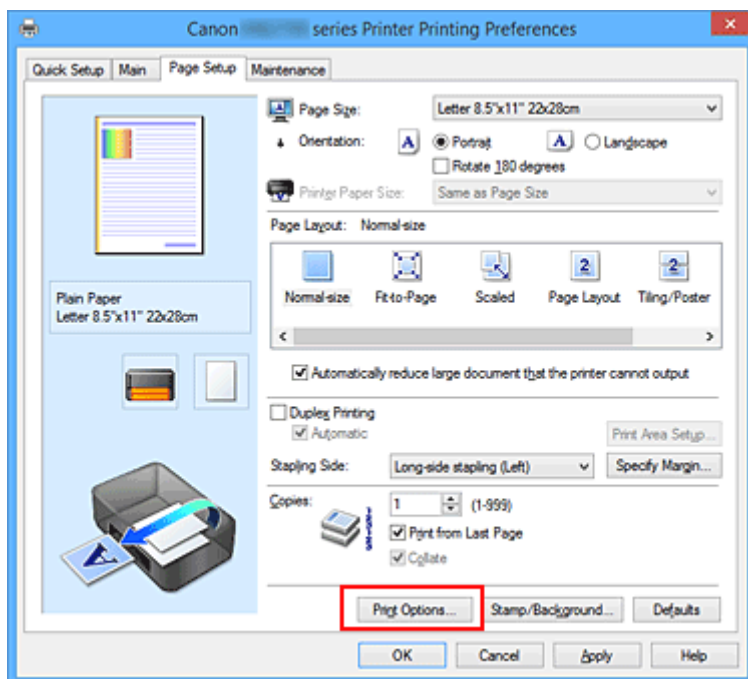 Canon series Printer Printing Preferences
Quick Setup Main Page Setup Maintenance
Page Size: Letter 8.5"x11" 22x28cm
Orientation: A Portrait A Landscape
Rotate 180 degrees
Printer Paper Size: Same as Page Size
Page Layout: Normal-size
2 2
Normal-size Fit-to-Page Scaled Page Layout Tiling/Poster
Plain Paper
Letter 8.5"x11" 22x28cm
Automatically reduce large document that the printer cannot output
Duplex Printing
Automatic Print Area Setup...
Stapling Side: Long-side stapling (Left) Specify Margin...
Copies: 1 (1-999)
Print from Last Page
Collate
A
Print Options... Stamp/Background... Defaults
OK Cancel Apply Help